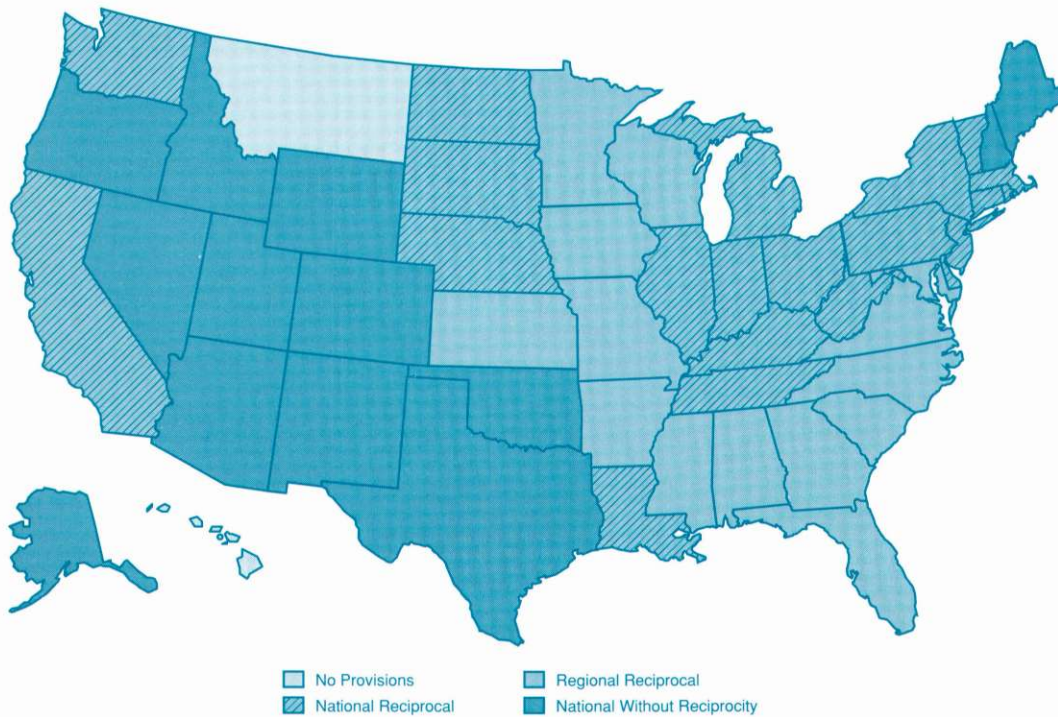 No Provisions
National Reciprocal
Regional Reciprocal
National Without Reciprocity